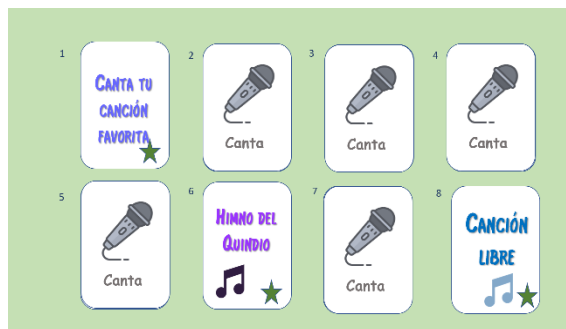 1
CANTA TU
CANCIÓN
FAVORITA
2
Canta
3
Canta
4
Canta
5
Canta
6
HIMNO DEL
QUINDIO
7
Canta
8
CANCIÓN
LIBRE